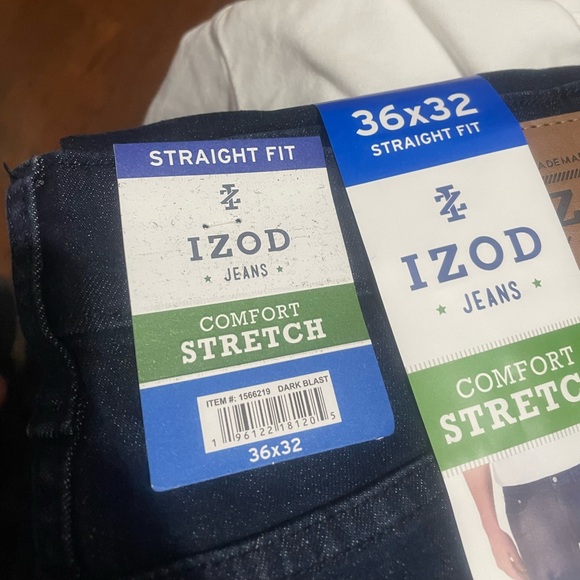 STRAIGHT FIT
IZOD
JEANS
COMFORT
STRETCH
ITEM #: 1566219 DARK BLAST
1 96122 18120 5
36x32
36x32
STRAIGHT FIT
IZOD
JEANS
COMFORT
STRETC